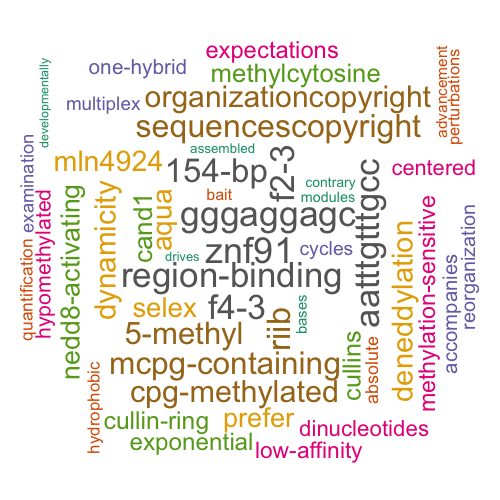 expectations
one-hybrid
methylcytosine
multiplex
organizationcopyright
sequencescopyright
developmentally
advancement
perturbations
assembled
mln4924
154-bp
f2-3
centered
contrary
modules
bait
examination
hypomethylated
quantification
nedd8-activating
dynamicity
cand1
aqua
gggaggagc
aatttgtttgcc
znf91
cycles
drives
region-binding
selex
f4-3
riib
bases
deneddylation
methylation-sensitive
accompanies
reorganization
5-methyl
mcpg-containing
cullins
absolute
cpg-methylated
hydrophobic
cullin-ring
prefer
dinucleotides
exponential
low-affinity